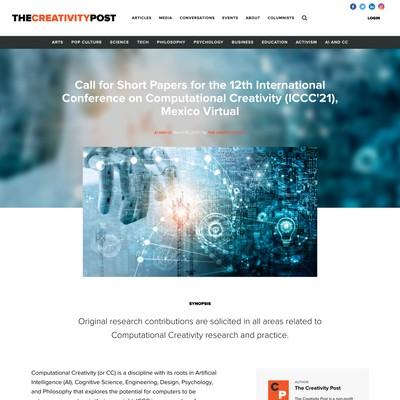 THECREATIVITYPOST
ARTICLES MEDIA CONVERSATIONS EVENTS ABOUT COLUMNISTS
LOGIN
ARTS POP CULTURE SCIENCE TECH PHILOSOPHY PSYCHOLOGY BUSINESS EDUCATION ACTIVISM AI AND CC
Call for Short Papers for the 12th International
Conference on Computational Creativity (ICCC'21),
Mexico Virtual
SYNOPSIS
Original research contributions are solicited in all areas related to
Computational Creativity research and practice.
Computational Creativity (or CC) is a discipline with its roots in Artificial
Intelligence (AI), Cognitive Science, Engineering, Design, Psychology,
and Philosophy that explores the potential for computers to be
CP
AUTHOR
The Creativity Post
The Creativity Post is a non-profit